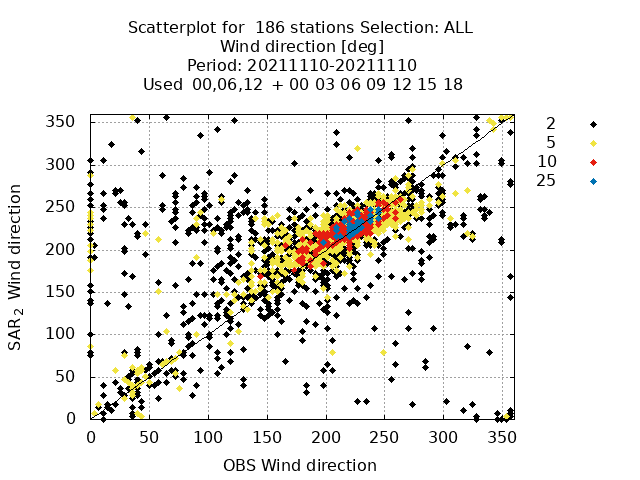 Scatterplot for  186 stations Selection: ALL
Wind direction [deg]
Period: 20211110-20211110
Used  00,06,12  + 00 03 06 09 12 15 18
2
5
10
25
350
300
250
200
150
100
50
0
SAR2  Wind direction
0 50 100 150 200 250 300 350
OBS Wind direction